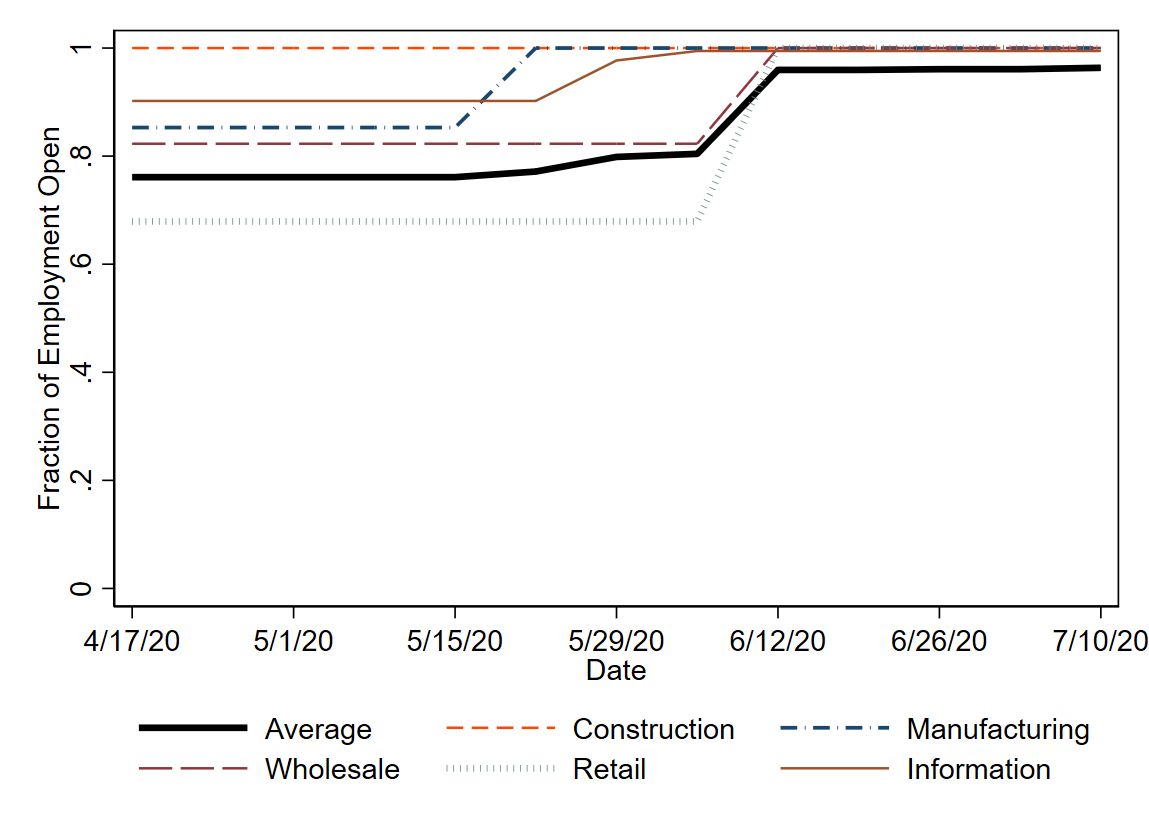 Fraction of Employment Open
1
.8
.6
.4
.2
0
4/17/20 5/1/20 5/15/20 5/29/20 6/12/20 6/26/20 7/10/20
Date
Average Construction Manufacturing
Wholesale Retail Information